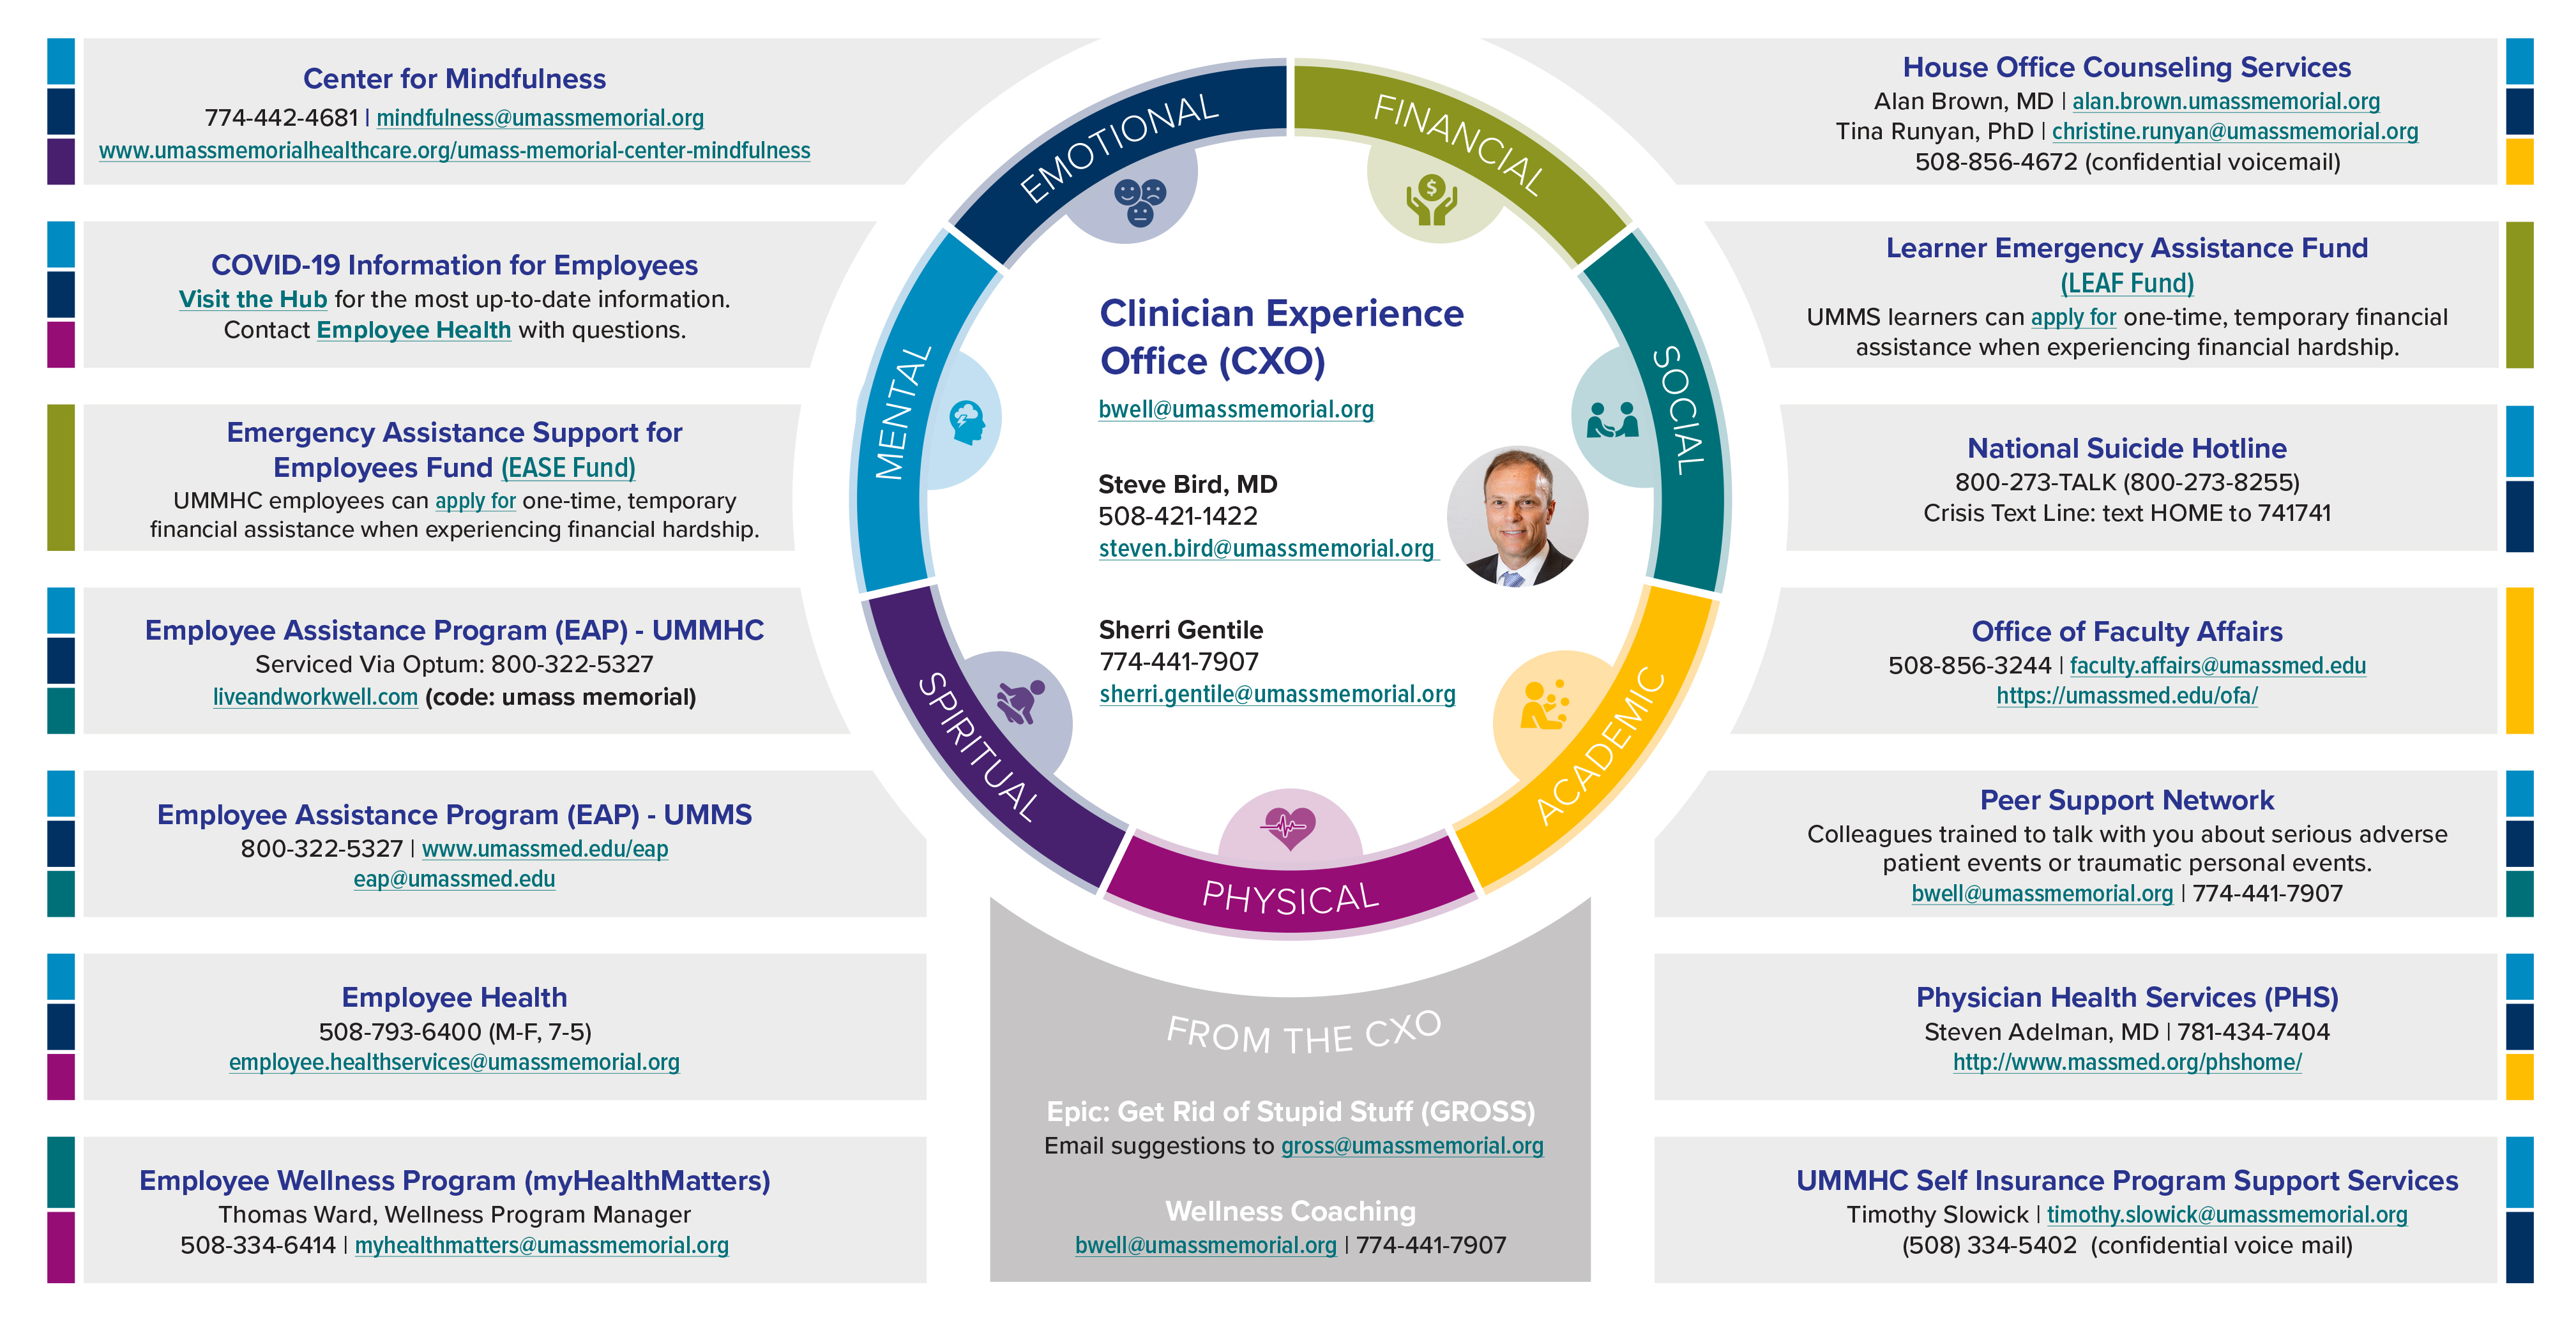 Center for Mindfulness
774-442-4681 | mindfulness@umassmemorial.org
www.umassmemorialhealthcare.org/umass-memorial-center-mindfulness
COVID-19 Information for Employees
Visit the Hub for the most up-to-date information.
Contact Employee Health with questions.
Emergency Assistance Support for
Employees Fund (EASE Fund)
UMMHC employees can apply for one-time, temporary
financial assistance when experiencing financial hardship.
Employee Assistance Program (EAP) - UMMHC
Serviced Via Optum: 800-322-5327
liveandworkwell.com (code: umass memorial)
Employee Assistance Program (EAP) - UMMS
800-322-5327 | www.umassmed.edu/eap
eap@umassmed.edu
Employee Health
508-793-6400 (M-F, 7-5)
employee.healthservices@umassmemorial.org
Employee Wellness Program (myHealthMatters)
Thomas Ward, Wellness Program Manager
508-334-6414 | myhealthmatters@umassmemorial.org
EMOTIONAL
FINANCIAL
SOCIAL
ACADEMIC
PHYSICAL
SPIRITUAL
MENTAL
$
Clinician Experience
Office (CXO)
bwell@umassmemorial.org
Steve Bird, MD
508-421-1422
steven.bird@umassmemorial.org
Sherri Gentile
774-441-7907
sherri.gentile@umassmemorial.org
FROM THE CXO
Epic: Get Rid of Stupid Stuff (GROSS)
Email suggestions to gross@umassmemorial.org
Wellness Coaching
bwell@umassmemorial.org | 774-441-7907
House Office Counseling Services
Alan Brown, MD | alan.brown.umassmemorial.org
Tina Runyan, PhD | christine.runyan@umassmemorial.org
508-856-4672 (confidential voicemail)
Learner Emergency Assistance Fund
(LEAF Fund)
UMMS learners can apply for one-time, temporary financial
assistance when experiencing financial hardship.
National Suicide Hotline
800-273-TALK (800-273-8255)
Crisis Text Line: text HOME to 741741
Office of Faculty Affairs
508-856-3244 | faculty.affairs@umassmed.edu
https://umassmed.edu/ofa/
Peer Support Network
Colleagues trained to talk with you about serious adverse
patient events or traumatic personal events.
bwell@umassmemorial.org | 774-441-7907
Physician Health Services (PHS)
Steven Adelman, MD | 781-434-7404
http://www.massmed.org/phshome/
UMMHC Self Insurance Program Support Services
Timothy Slowick | timothy.slowick@umassmemorial.org
(508) 334-5402 (confidential voice mail)